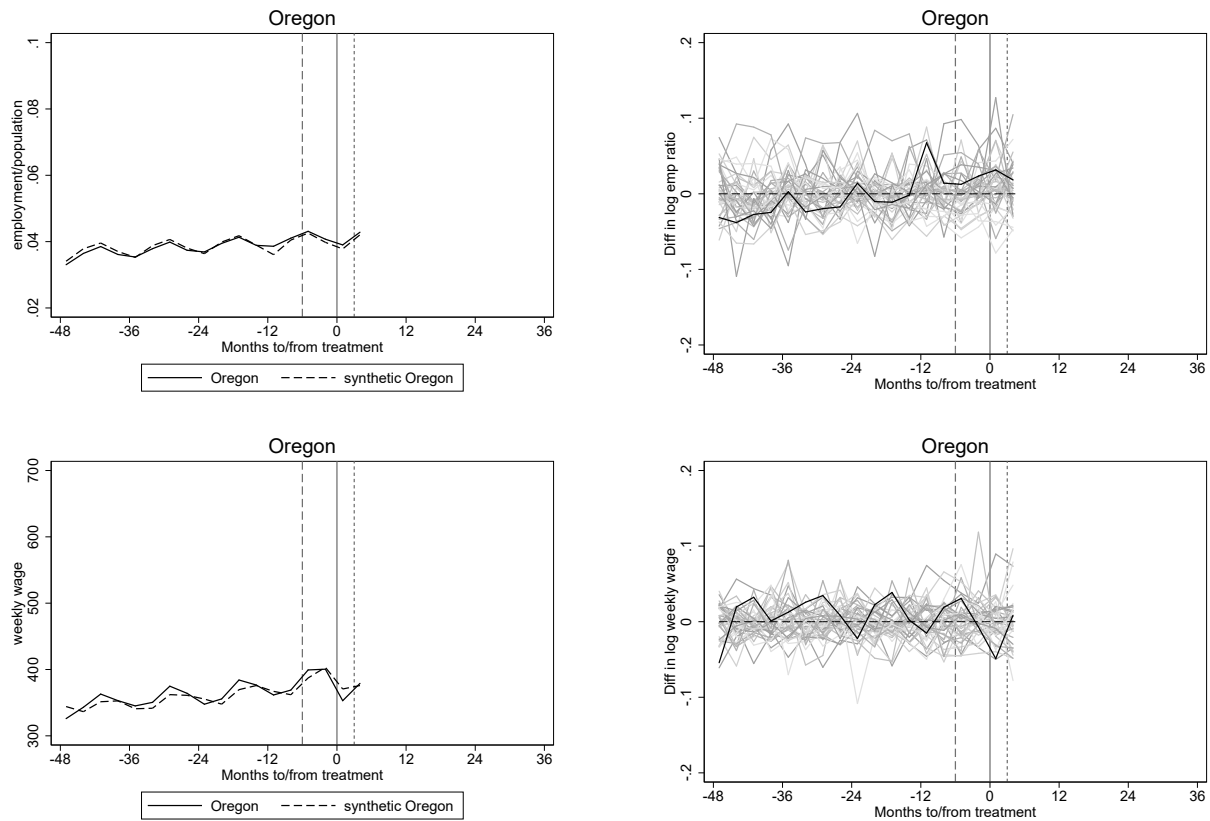 Oregon
employment/population
.1
.08
.06
.04
.02
-48 -36 -24 -12 0 12 24 36
Months to/from treatment
Oregon synthetic Oregon
Oregon
Diff in log emp ratio
.2
.1
0
-.1
-.2
-48 -36 -24 -12 0 12 24 36
Months to/from treatment
Oregon
weekly wage
700
600
500
400
300
-48 -36 -24 -12 0 12 24 36
Months to/from treatment
Oregon synthetic Oregon
Oregon
Diff in log weekly wage
.2
.1
0
-.1
-.2
-48 -36 -24 -12 0 12 24 36
Months to/from treatment